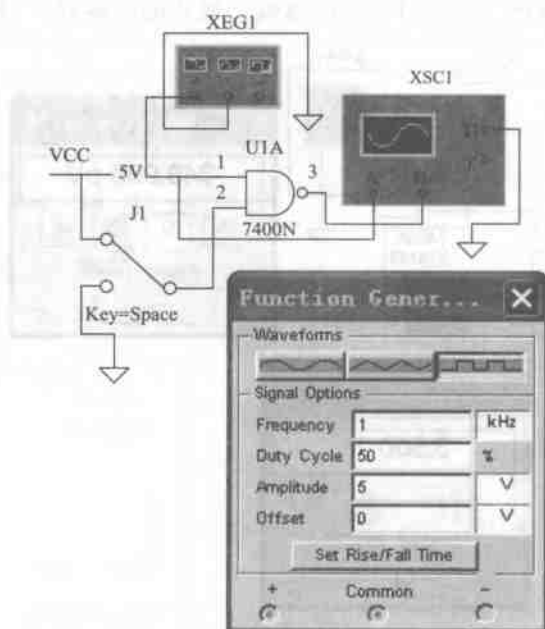 XEG1
XSC1
VCC
5V
U1A
1
3
2
J1
7400N
Key=Space
Function Gener...
Waveforms
Signal Options
Frequency 1 kHz
Duty Cycle 50 %
Amplitude 5 V
Offset 0 V
Set Rise/Fall Time
+ Common -